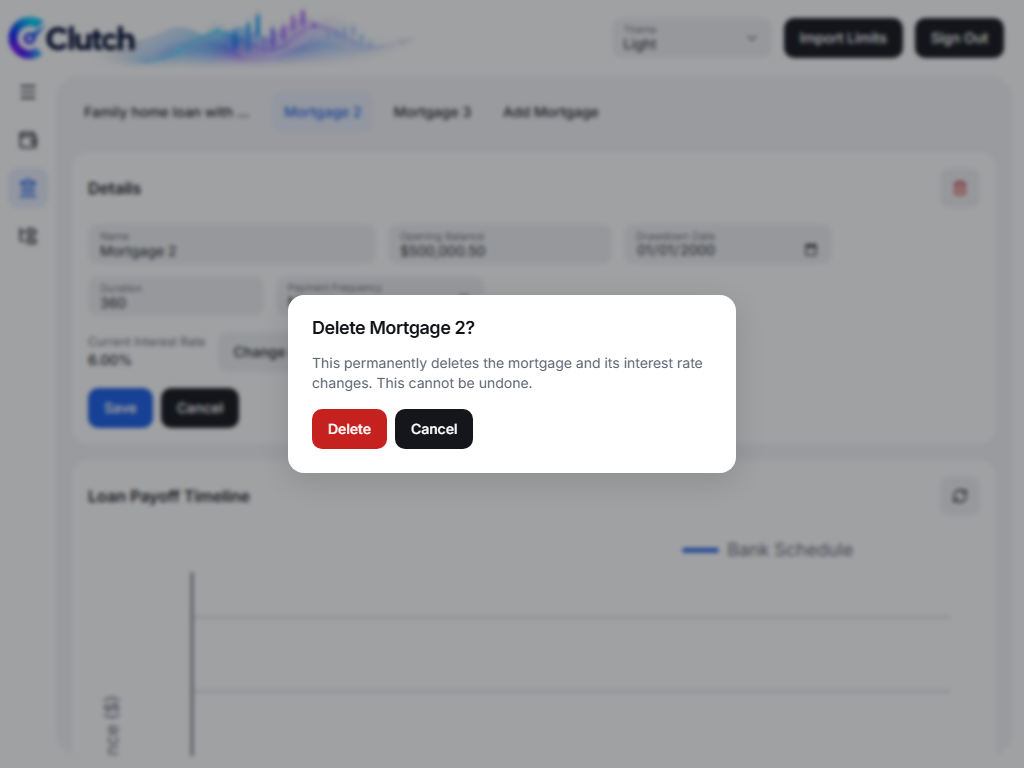 Clutch
Theme
Light
Import Limits
Sign Out
Family home loan with ...
Mortgage 2
Mortgage 3
Add Mortgage
Details
Name
Mortgage 2
Opening Balance
$500,000.50
Drawdown Date
01/01/2000
Duration
360
Payment Frequency
Current Interest Rate
6.00%
Change
Save
Cancel
Delete Mortgage 2?
This permanently deletes the mortgage and its interest rate
changes. This cannot be undone.
Delete
Cancel
Loan Payoff Timeline
Bank Schedule
nce ($)